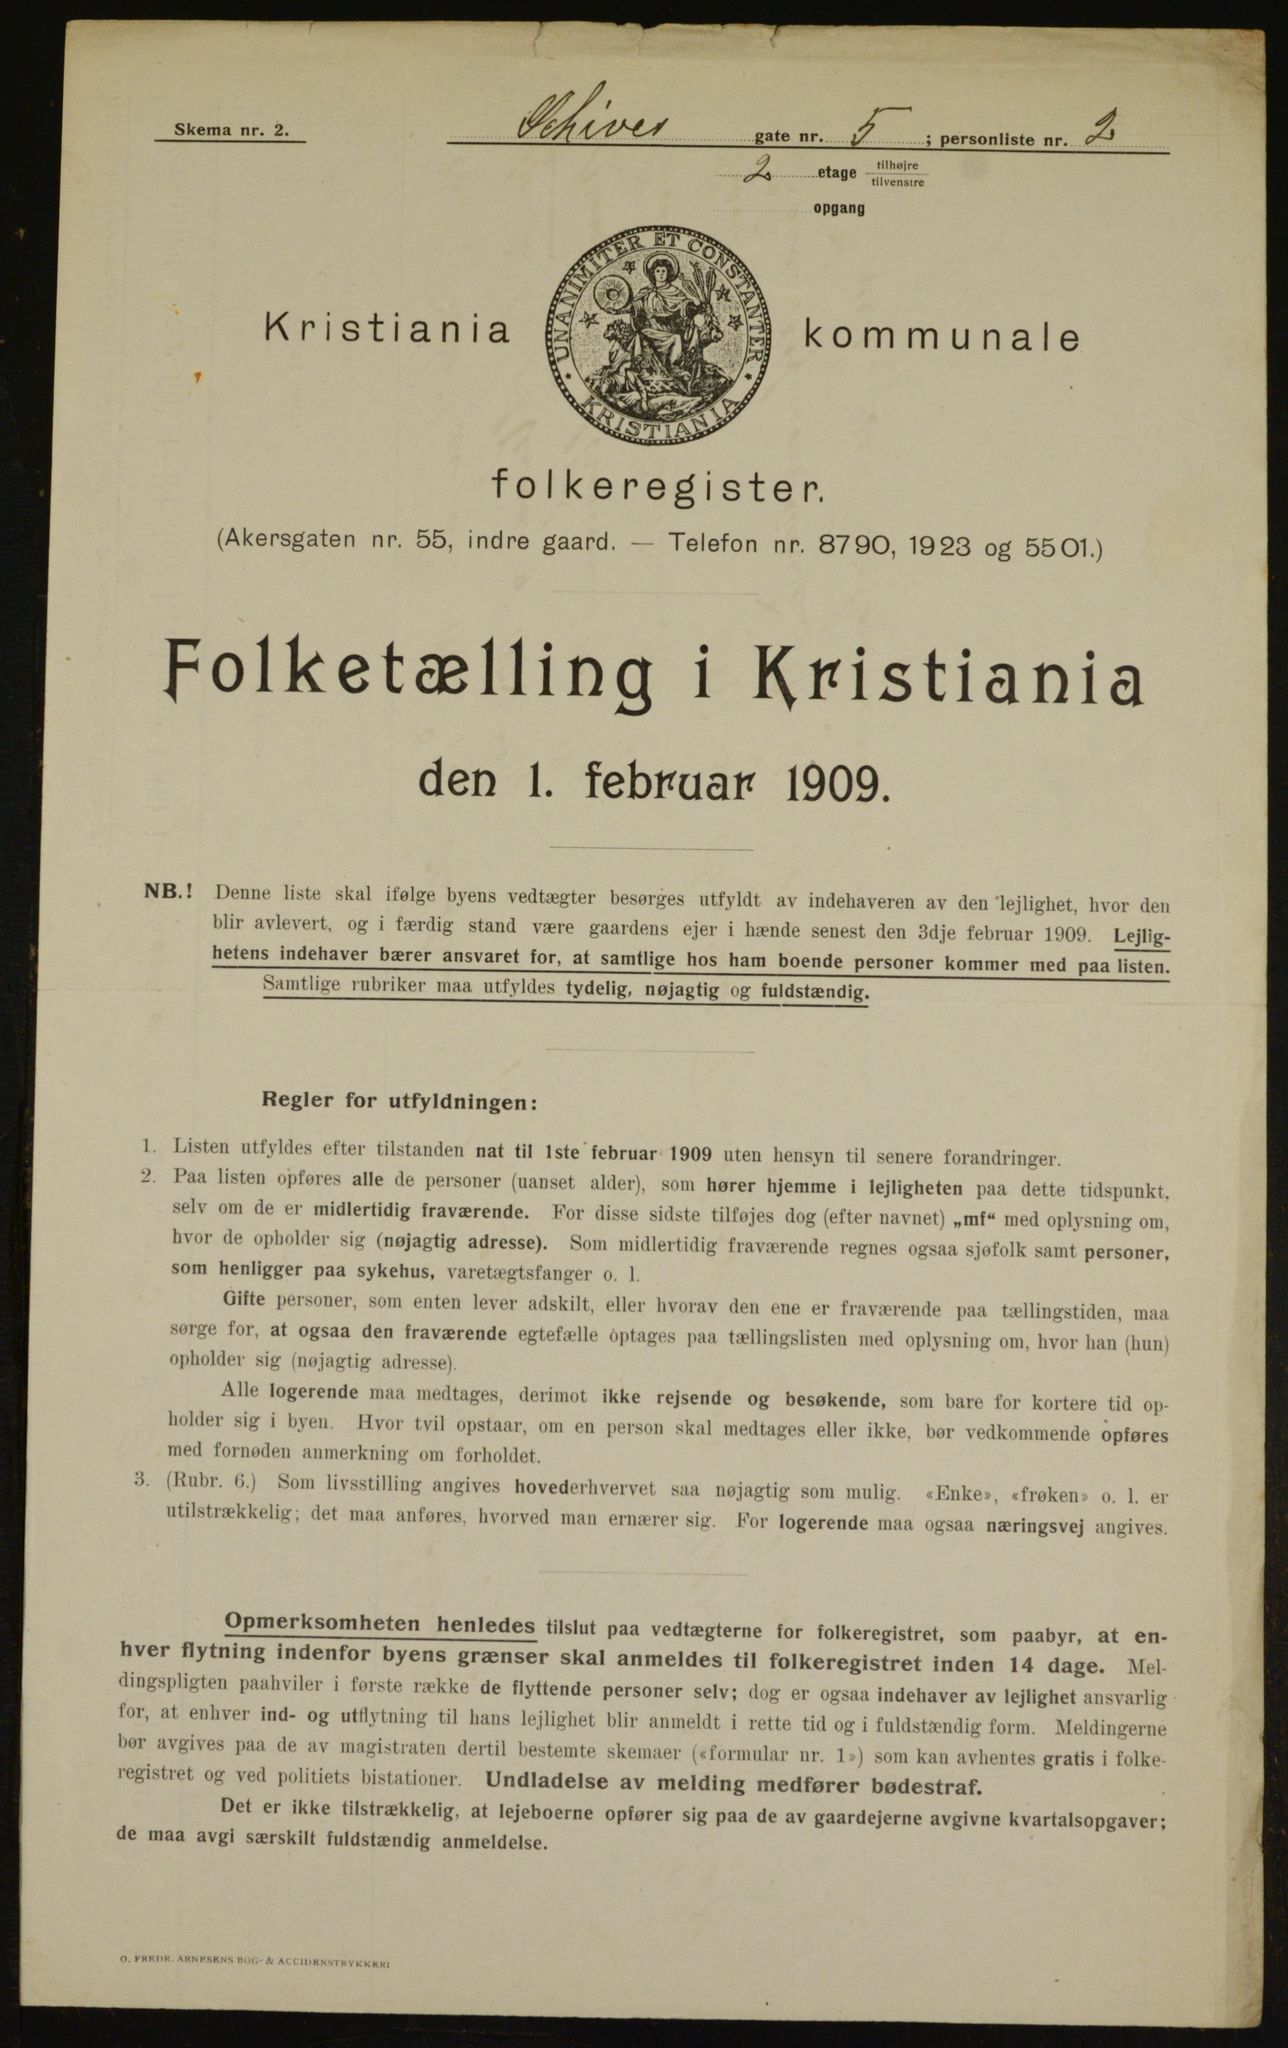 Skema nr. 2.
Schives gate nr. 5 ; personliste nr. 2
2 etage tilhøjre
tilvenstre
opgang
UNANIMITER ET CONSTANTER
KRISTIANIA
Kristiania kommunale
folkeregister.
(Akersgaten nr. 55, indre gaard. — Telefon nr. 8790, 1923 og 5501.)
Folketælling i Kristiania
den 1. februar 1909.
NB.! Denne liste skal ifølge byens vedtægter besørges utfyldt av indehaveren av den lejlighet, hvor den
blir avlevert, og i færdig stand være gaardens ejer i hænde senest den 3dje februar 1909. Lejlig-
hetens indehaver bærer ansvaret for, at samtlige hos ham boende personer kommer med paa listen.
Samtlige rubriker maa utfyldes tydelig, nøjagtig og fuldstændig.
Regler for utfyldningen:
1. Listen utfyldes efter tilstanden nat til 1ste februar 1909 uten hensyn til senere forandringer.
2. Paa listen opføres alle de personer (uanset alder), som hører hjemme i lejligheten paa dette tidspunkt,
selv om de er midlertidig fraværende. For disse sidste tilføjes dog (efter navnet) „mf“ med oplysning om,
hvor de opholder sig (nøjagtig adresse). Som midlertidig fraværende regnes ogsaa sjøfolk samt personer,
som henligger paa sykehus, varetægtsfanger o. l.
Gifte personer, som enten lever adskilt, eller hvorav den ene er fraværende paa tællingstiden, maa
sørge for, at ogsaa den fraværende egtefælle optages paa tællingslisten med oplysning om, hvor han (hun)
opholder sig (nøjagtig adresse).
Alle logerende maa medtages, derimot ikke rejsende og besøkende, som bare for kortere tid op-
holder sig i byen. Hvor tvil opstaar, om en person skal medtages eller ikke, bør vedkommende opføres
med fornøden anmerkning om forholdet.
3. (Rubr. 6.) Som livsstilling angives hovederhvervet saa nøjagtig som mulig. «Enke», «frøken» o. l. er
utilstrækkelig; det maa anføres, hvorved man ernærer sig. For logerende maa ogsaa næringsvej angives.
Opmerksomheten henledes tilslut paa vedtægterne for folkeregistret, som paabyr, at en-
hver flytning indenfor byens grænser skal anmeldes til folkeregistret inden 14 dage. Mel-
dingspligten paahviler i første række de flyttende personer selv; dog er ogsaa indehaver av lejlighet ansvarlig
for, at enhver ind- og utflytning til hans lejlighet blir anmeldt i rette tid og i fuldstændig form. Meldingerne
bør avgives paa de av magistraten dertil bestemte skemaer («formular nr. 1») som kan avhentes gratis i folke-
registret og ved politiets bistationer. Undladelse av melding medfører bødestraf.
Det er ikke tilstrækkelig, at lejeboerne opfører sig paa de av gaardejerne avgivne kvartalsopgaver;
de maa avgi særskilt fuldstændig anmeldelse.
O. FREDR. ARNESENS BOG- & ACCIDENSTRYKKERI